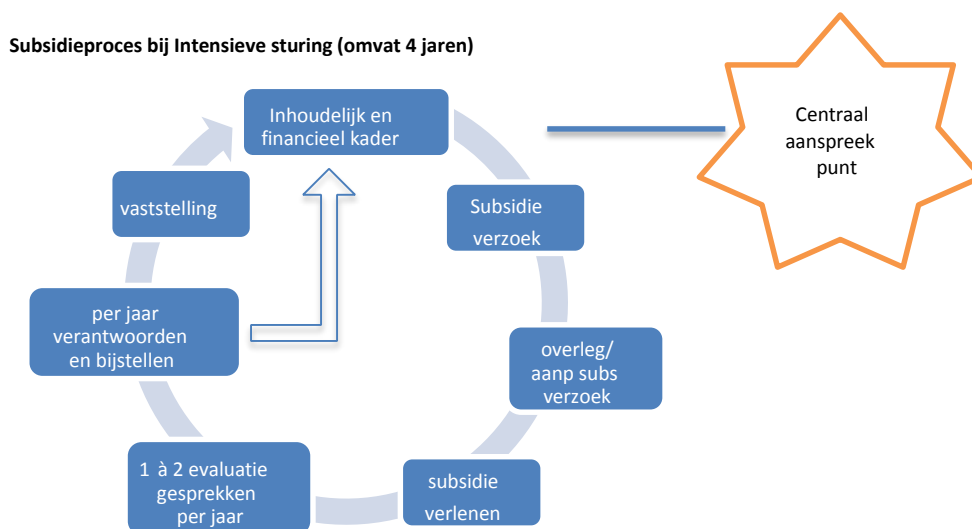 Subsidieproces bij Intensieve sturing (omvat 4 jaren)
Inhoudelijk en
financieel kader
Centraal
aanspreek
punt
Subsidie
verzoek
overleg/
aanp subs
verzoek
subsidie
verlenen
1 à 2 evaluatie
gesprekken
per jaar
per jaar
verantwoorden
en bijstellen
vaststelling